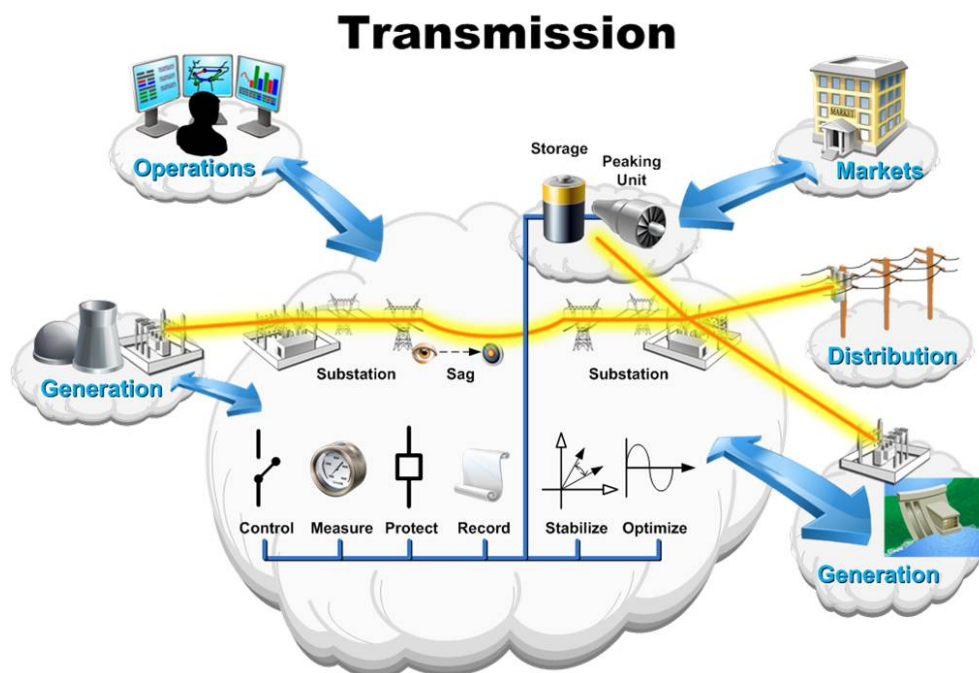 Transmission
Operations
MARKET
Markets
Storage
Peaking
Unit
Generation
Substation
Sag
Substation
Distribution
Control
Measure
Protect
Record
Stabilize
Optimize
Generation